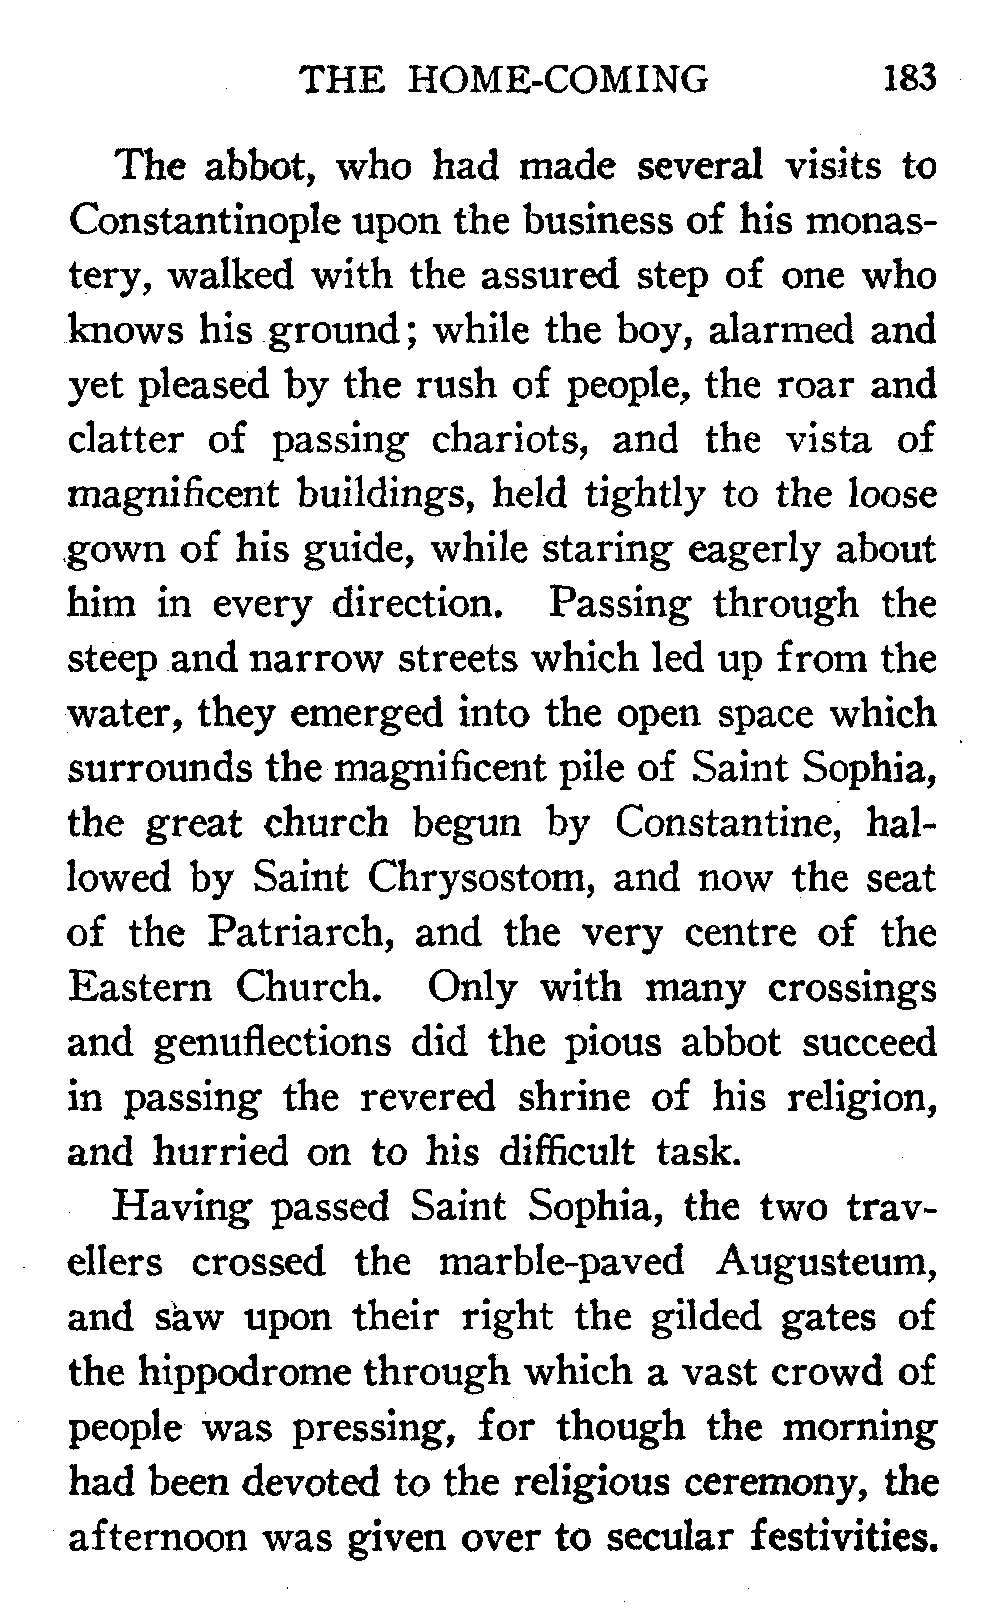 THE HOME-COMING 183
The abbot, who had made several visits to
Constantinople upon the business of his monas-
tery, walked with the assured step of one who
knows his ground; while the boy, alarmed and
yet pleased by the rush of people, the roar and
clatter of passing chariots, and the vista of
magnificent buildings, held tightly to the loose
gown of his guide, while staring eagerly about
him in every direction. Passing through the
steep and narrow streets which led up from the
water, they emerged into the open space which
surrounds the magnificent pile of Saint Sophia,
the great church begun by Constantine, hal-
lowed by Saint Chrysostom, and now the seat
of the Patriarch, and the very centre of the
Eastern Church. Only with many crossings
and genuflections did the pious abbot succeed
in passing the revered shrine of his religion,
and hurried on to his difficult task.
Having passed Saint Sophia, the two trav-
ellers crossed the marble-paved Augusteum,
and saw upon their right the gilded gates of
the hippodrome through which a vast crowd of
people was pressing, for though the morning
had been devoted to the religious ceremony, the
afternoon was given over to secular festivities.